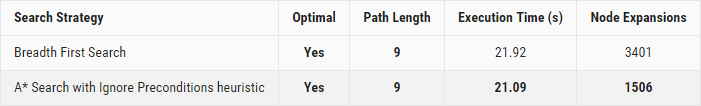 Search Strategy Optimal Path Length Execution Time (s) Node Expansions
Breadth First Search Yes 9 21.92 3401
A* Search with Ignore Preconditions heuristic Yes 9 21.09 1506